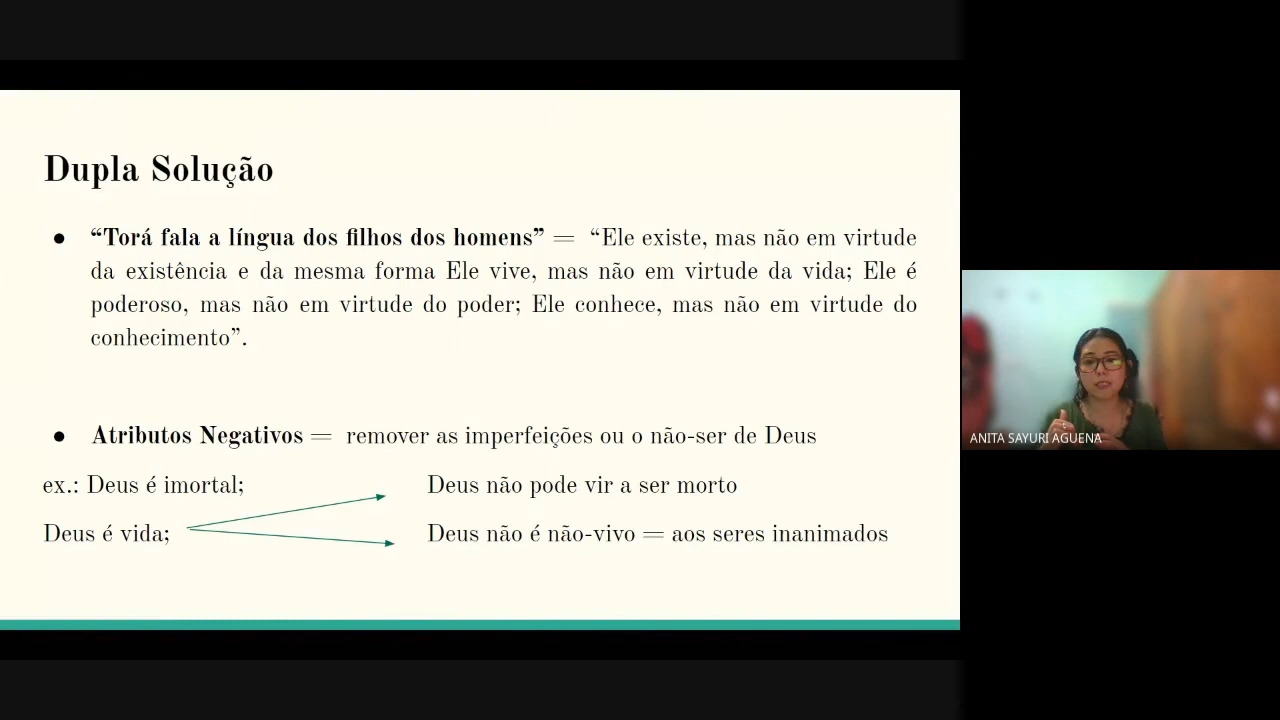 Dupla Solução
● “Torá fala a língua dos filhos dos homens” = “Ele existe, mas não em virtude
da existência e da mesma forma Ele vive, mas não em virtude da vida; Ele é
poderoso, mas não em virtude do poder; Ele conhece, mas não em virtude do
conhecimento”.
● Atributos Negativos = remover as imperfeições ou o não-ser de Deus
ex.: Deus é imortal;
Deus não pode vir a ser morto
Deus é vida;
Deus não é não-vivo = aos seres inanimados
ANITA SAYURI AGUENA